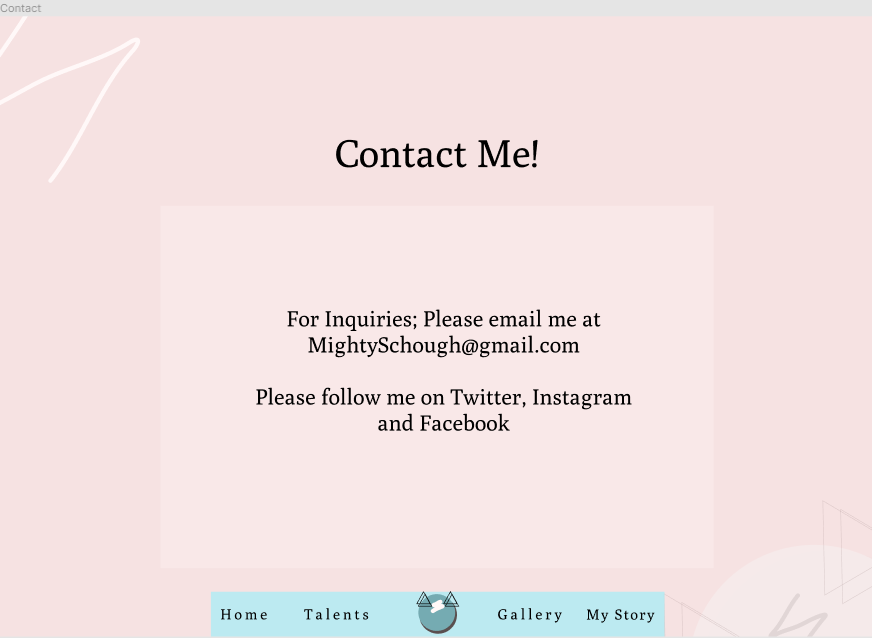 Contact
Contact Me!
For Inquiries; Please email me at
MightySchough@gmail.com
Please follow me on Twitter, Instagram
and Facebook
Home Talents Gallery My Story